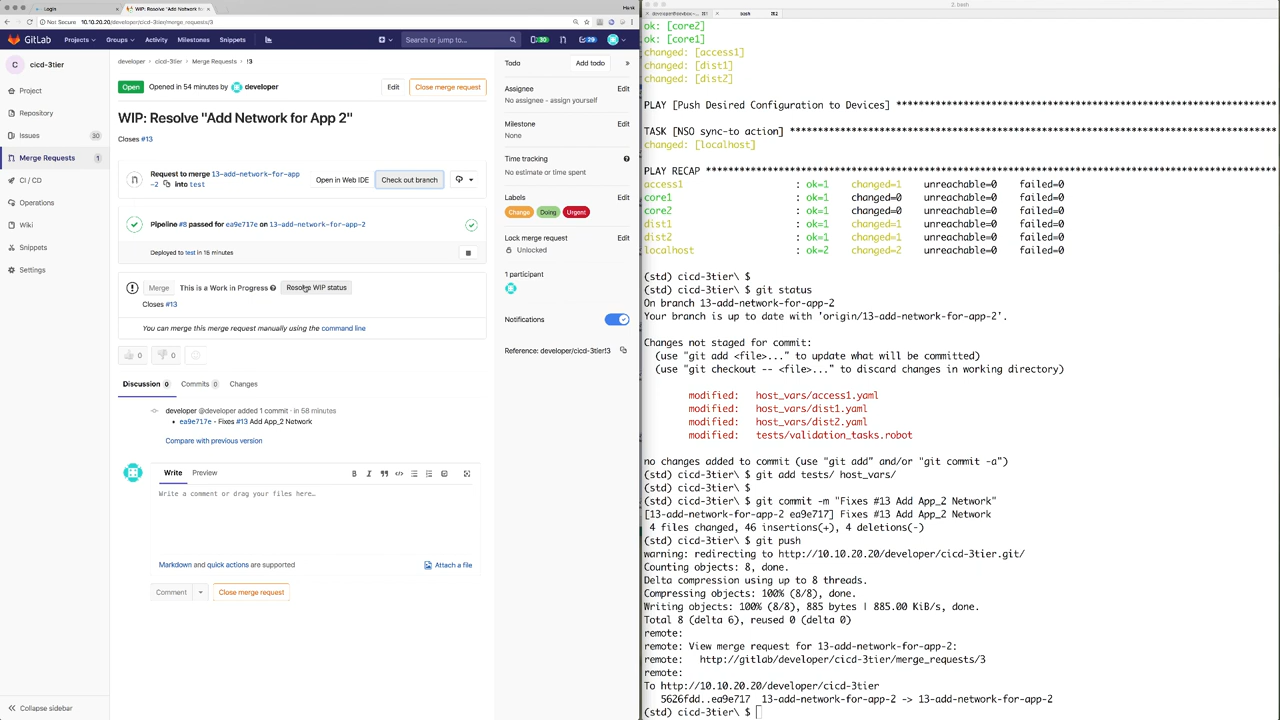 Login
WIP: Resolve "Add Network for A
Hank
Not Secure 10.10.20.20/developer/cicd-3tier/merge_requests/3
GitLab Projects Groups Activity Milestones Snippets Search or jump to... 30 29
C cicd-3tier
Project
Repository
Issues 30
Merge Requests 1
CI / CD
Operations
Wiki
Snippets
Settings
Collapse sidebar
developer › cicd-3tier › Merge Requests › !3
Open Opened in 54 minutes by developer Edit Close merge request
WIP: Resolve "Add Network for App 2"
Closes #13
Request to merge 13-add-network-for-app
-2 into test
Open in Web IDE Check out branch
Pipeline #8 passed for ea9e717e on 13-add-network-for-app-2
Deployed to test in 15 minutes
Merge This is a Work in Progress Resolve WIP status
Closes #13
You can merge this merge request manually using the command line
0 0
Discussion 0 Commits 0 Changes
developer @developer added 1 commit · in 58 minutes
ea9e717e - Fixes #13 Add App_2 Network
Compare with previous version
Write Preview
Write a comment or drag your files here…
Markdown and quick actions are supported Attach a file
Comment Close merge request
Todo Add todo »
Assignee Edit
No assignee - assign yourself
Milestone Edit
None
Time tracking
No estimate or time spent
Labels Edit
Change Doing Urgent
Lock merge request Edit
Unlocked
1 participant
Notifications
Reference: developer/cicd-3tier!3
2. bash
bash ⌘2
ok: [core2]
ok: [core1]
changed: [access1]
changed: [dist1]
changed: [dist2]
PLAY [Push Desired Configuration to Devices] **********************************************************
TASK [NSO sync-to action] *************************************************************************
changed: [localhost]
PLAY RECAP ****************************************************************************************
access1 : ok=1 changed=1 unreachable=0 failed=0
core1 : ok=1 changed=0 unreachable=0 failed=0
core2 : ok=1 changed=0 unreachable=0 failed=0
dist1 : ok=1 changed=1 unreachable=0 failed=0
dist2 : ok=1 changed=1 unreachable=0 failed=0
localhost : ok=2 changed=2 unreachable=0 failed=0
(std) cicd-3tier\ $
(std) cicd-3tier\ $ git status
On branch 13-add-network-for-app-2
Your branch is up to date with 'origin/13-add-network-for-app-2'.
Changes not staged for commit:
(use "git add <file>..." to update what will be committed)
(use "git checkout -- <file>..." to discard changes in working directory)
modified: host_vars/access1.yaml
modified: host_vars/dist1.yaml
modified: host_vars/dist2.yaml
modified: tests/validation_tasks.robot
no changes added to commit (use "git add" and/or "git commit -a")
(std) cicd-3tier\ $ git add tests/ host_vars/
(std) cicd-3tier\ $
(std) cicd-3tier\ $ git commit -m "Fixes #13 Add App_2 Network"
[13-add-network-for-app-2 ea9e717] Fixes #13 Add App_2 Network
4 files changed, 46 insertions(+), 4 deletions(-)
(std) cicd-3tier\ $ git push
warning: redirecting to http://10.10.20.20/developer/cicd-3tier.git/
Counting objects: 8, done.
Delta compression using up to 8 threads.
Compressing objects: 100% (8/8), done.
Writing objects: 100% (8/8), 885 bytes | 885.00 KiB/s, done.
Total 8 (delta 6), reused 0 (delta 0)
remote:
remote: View merge request for 13-add-network-for-app-2:
remote: http://gitlab/developer/cicd-3tier/merge_requests/3
remote:
To http://10.10.20.20/developer/cicd-3tier
5626fdd..ea9e717 13-add-network-for-app-2 -> 13-add-network-for-app-2
(std) cicd-3tier\ $